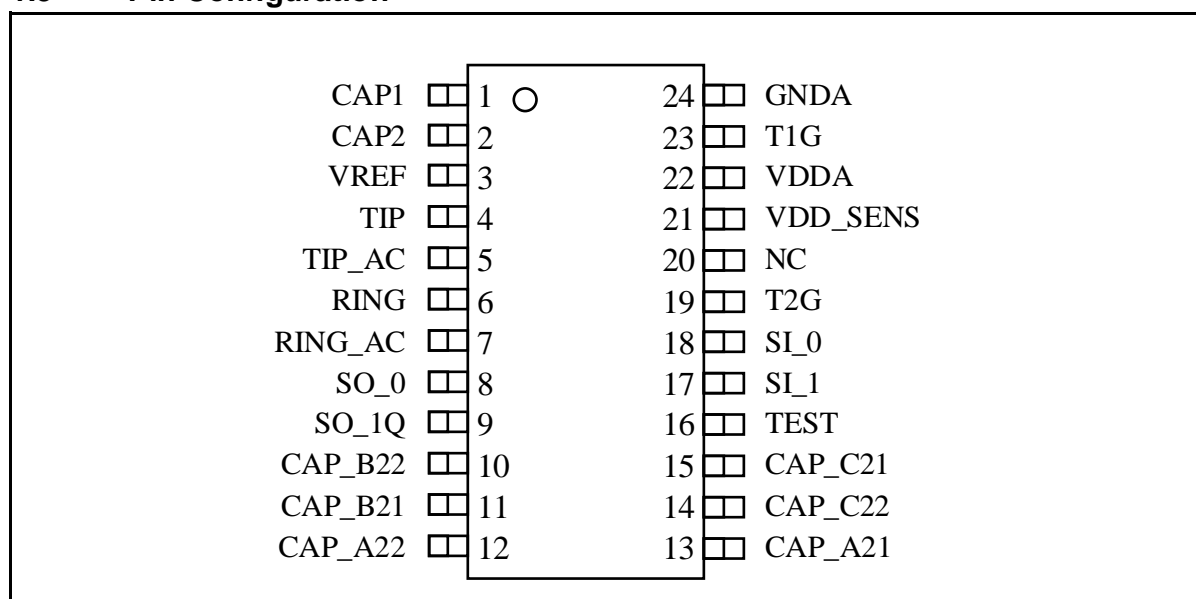 Pin Configuration
CAP1 1 24 GNDA
CAP2 2 23 T1G
VREF 3 22 VDDA
TIP 4 21 VDD_SENS
TIP_AC 5 20 NC
RING 6 19 T2G
RING_AC 7 18 SI_0
SO_0 8 17 SI_1
SO_1Q 9 16 TEST
CAP_B22 10 15 CAP_C21
CAP_B21 11 14 CAP_C22
CAP_A22 12 13 CAP_A21